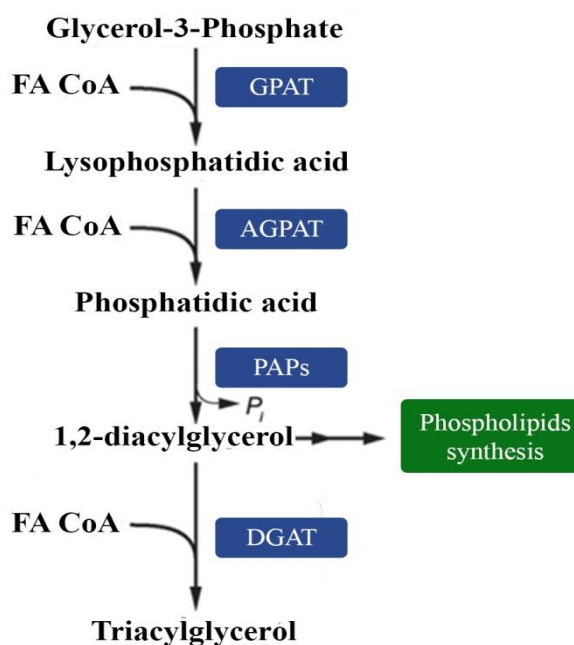 Glycerol-3-Phosphate
FA CoA
GPAT
Lysophosphatidic acid
FA CoA
AGPAT
Phosphatidic acid
PAPs
Pi
1,2-diacylglycerol
Phospholipids
synthesis
FA CoA
DGAT
Triacylglycerol